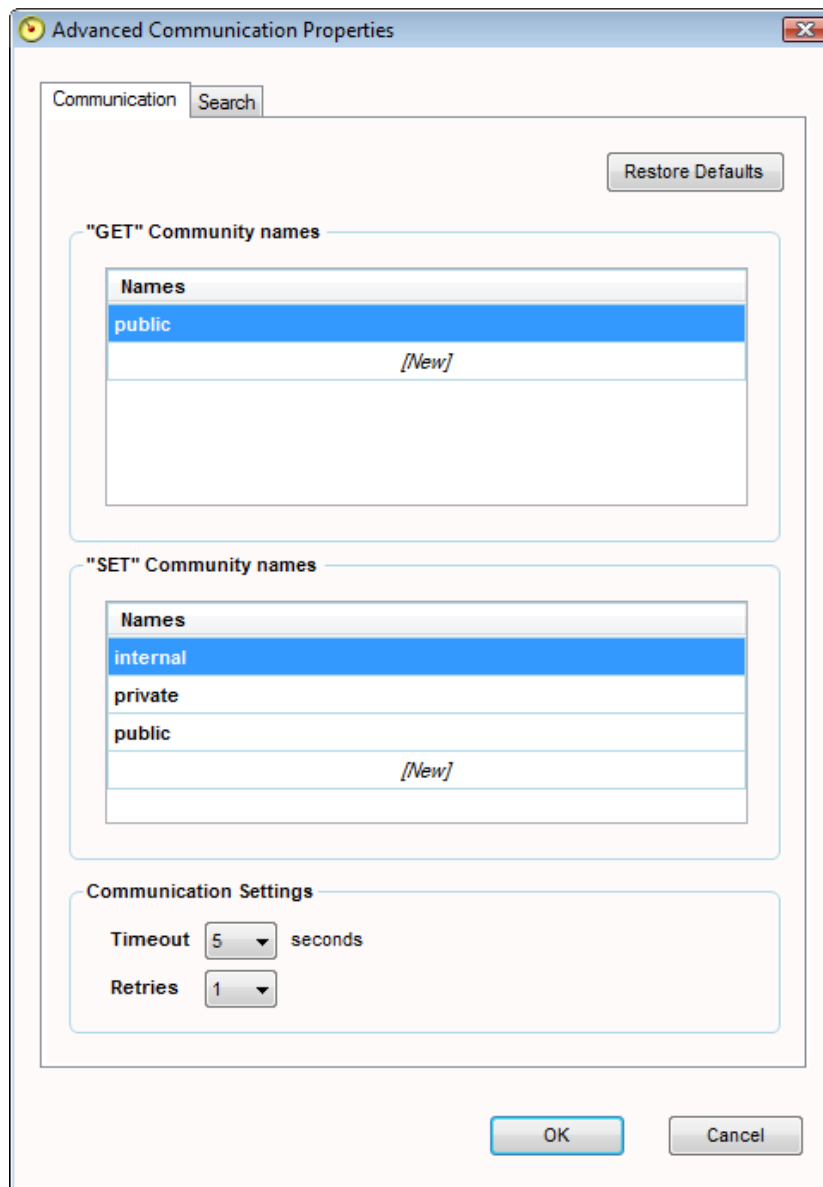 Advanced Communication Properties
Communication
Search
Restore Defaults
"GET" Community names
Names
public
[New]
"SET" Community names
Names
internal
private
public
[New]
Communication Settings
Timeout 5 seconds
Retries 1
OK Cancel